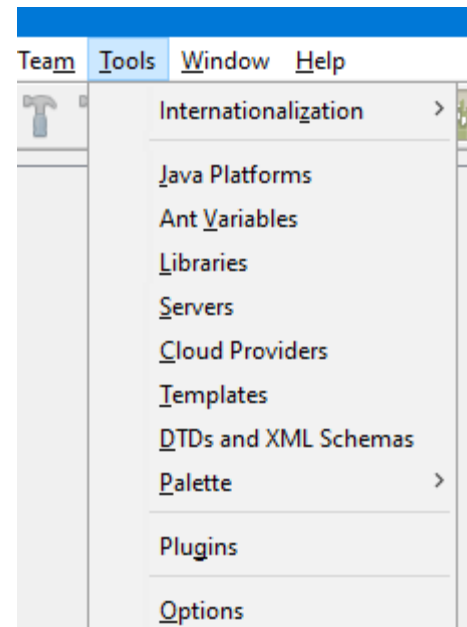 Team Tools Window Help
Internationalization
Java Platforms
Ant Variables
Libraries
Servers
Cloud Providers
Templates
DTDs and XML Schemas
Palette
Plugins
Options